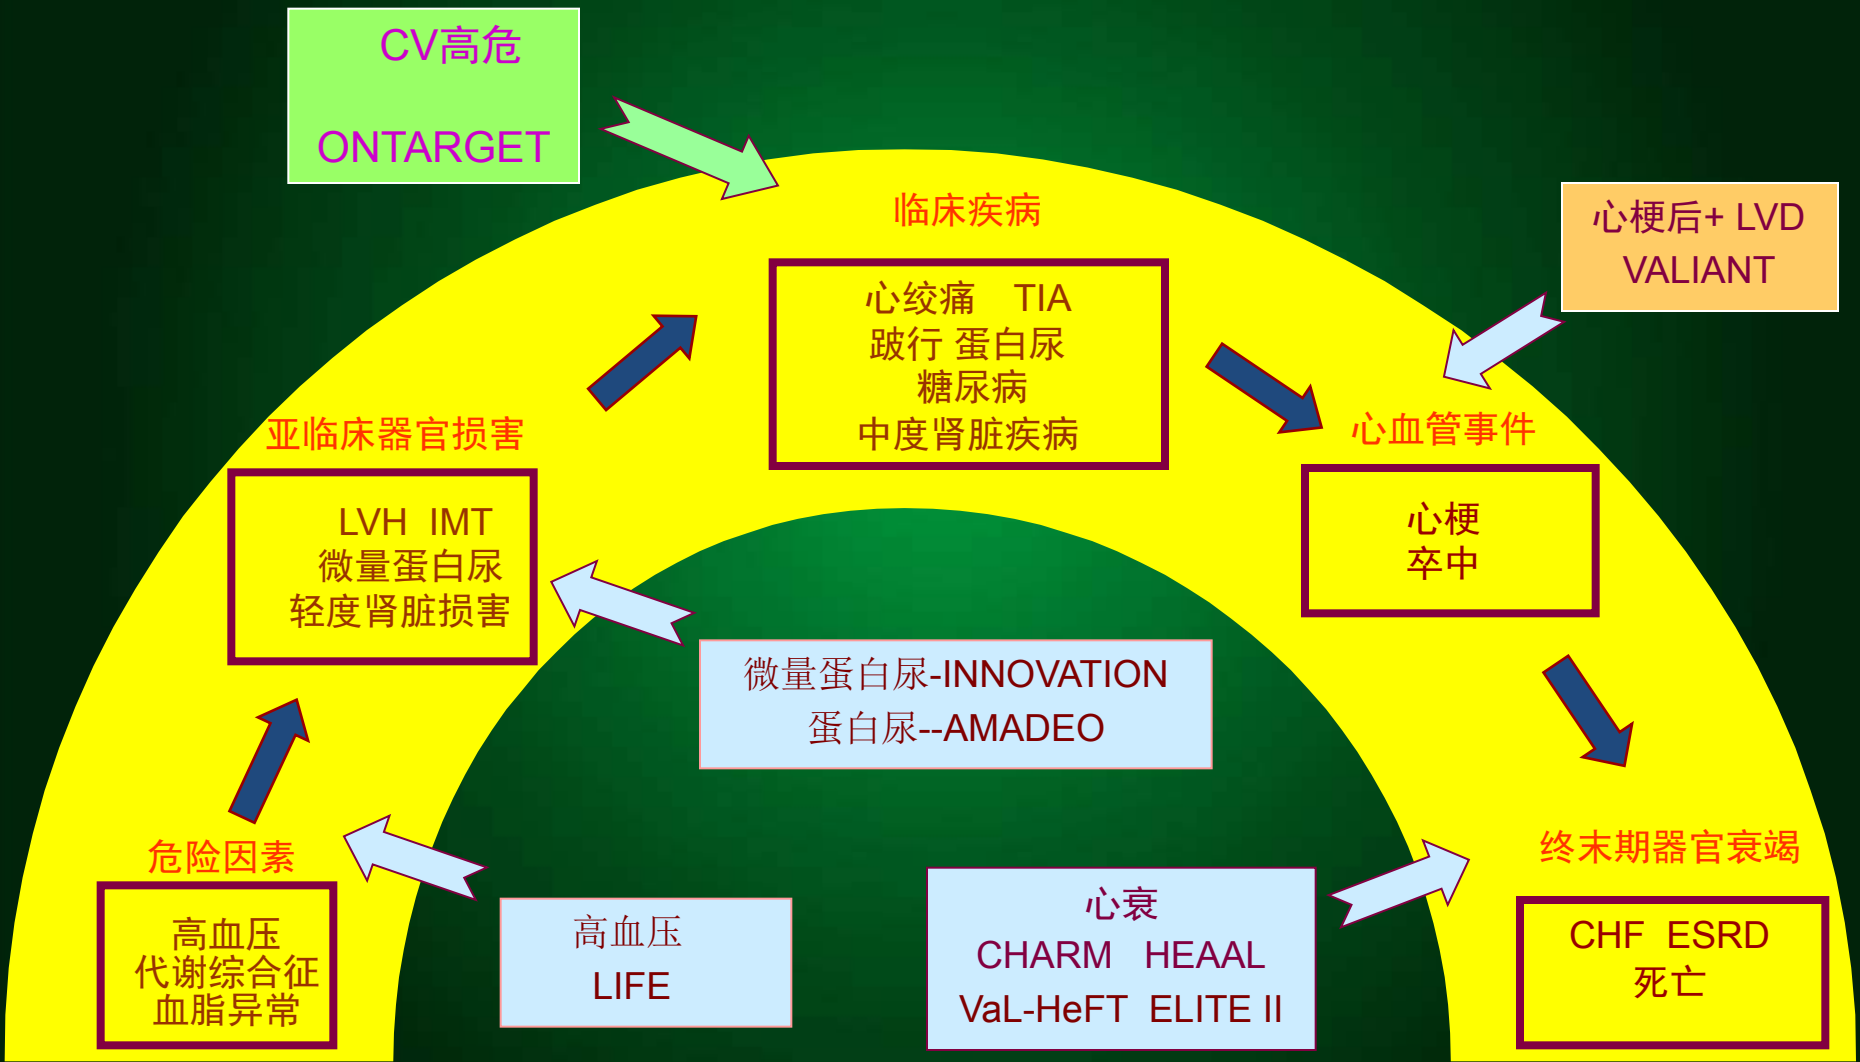 CV高危
ONTARGET
临床疾病
心绞痛 TIA
跛行 蛋白尿
糖尿病
中度肾脏疾病
心梗后+ LVD
VALIANT
亚临床器官损害
LVH IMT
微量蛋白尿
轻度肾脏损害
心血管事件
心梗
卒中
微量蛋白尿-INNOVATION
蛋白尿--AMADEO
危险因素
高血压
代谢综合征
血脂异常
高血压
LIFE
心衰
CHARM HEAAL
VaL-HeFT ELITE II
终末期器官衰竭
CHF ESRD
死亡